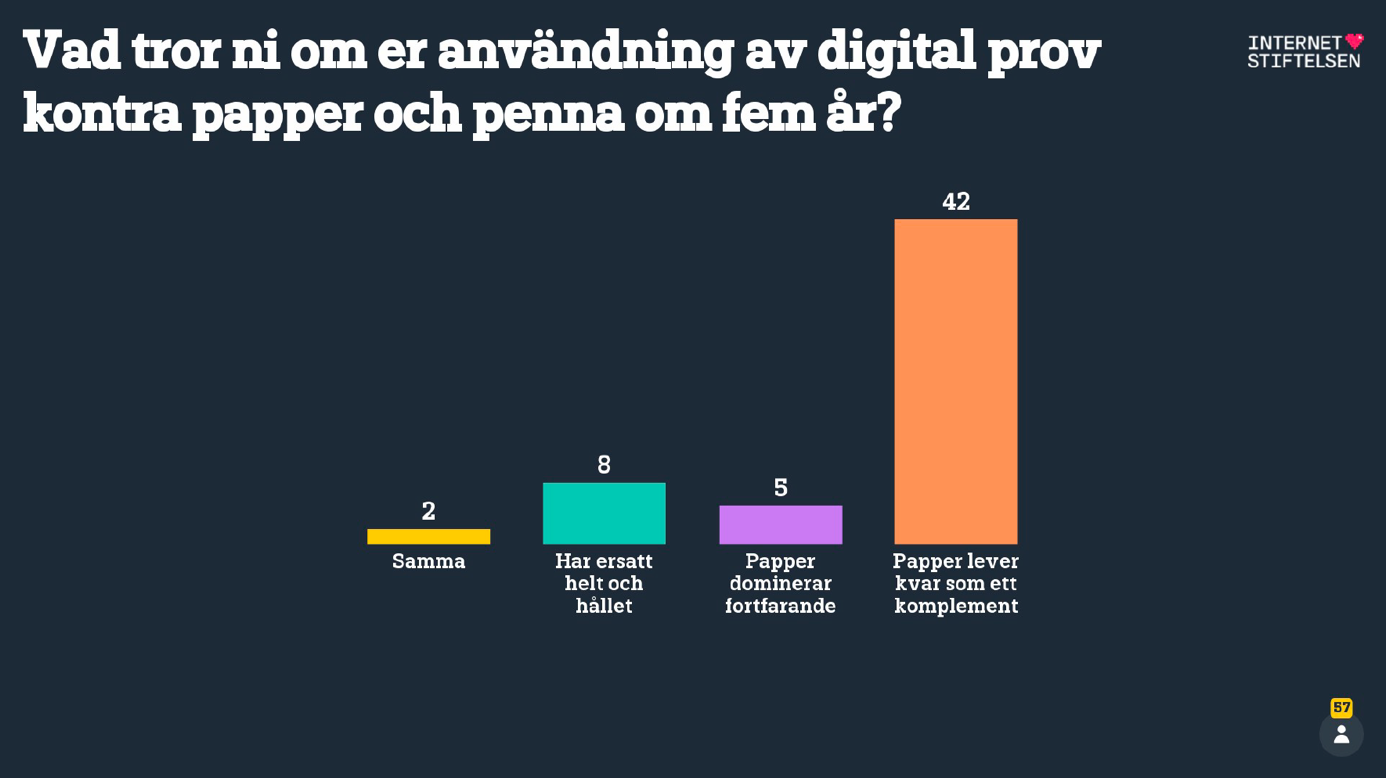 Vad tror ni om er användning av digital prov
kontra papper och penna om fem år?
INTERNET
STIFTELSEN
42
8
5
2
Samma
Har ersatt
helt och
hållet
Papper
dominerar
fortfarande
Papper lever
kvar som ett
komplement
57